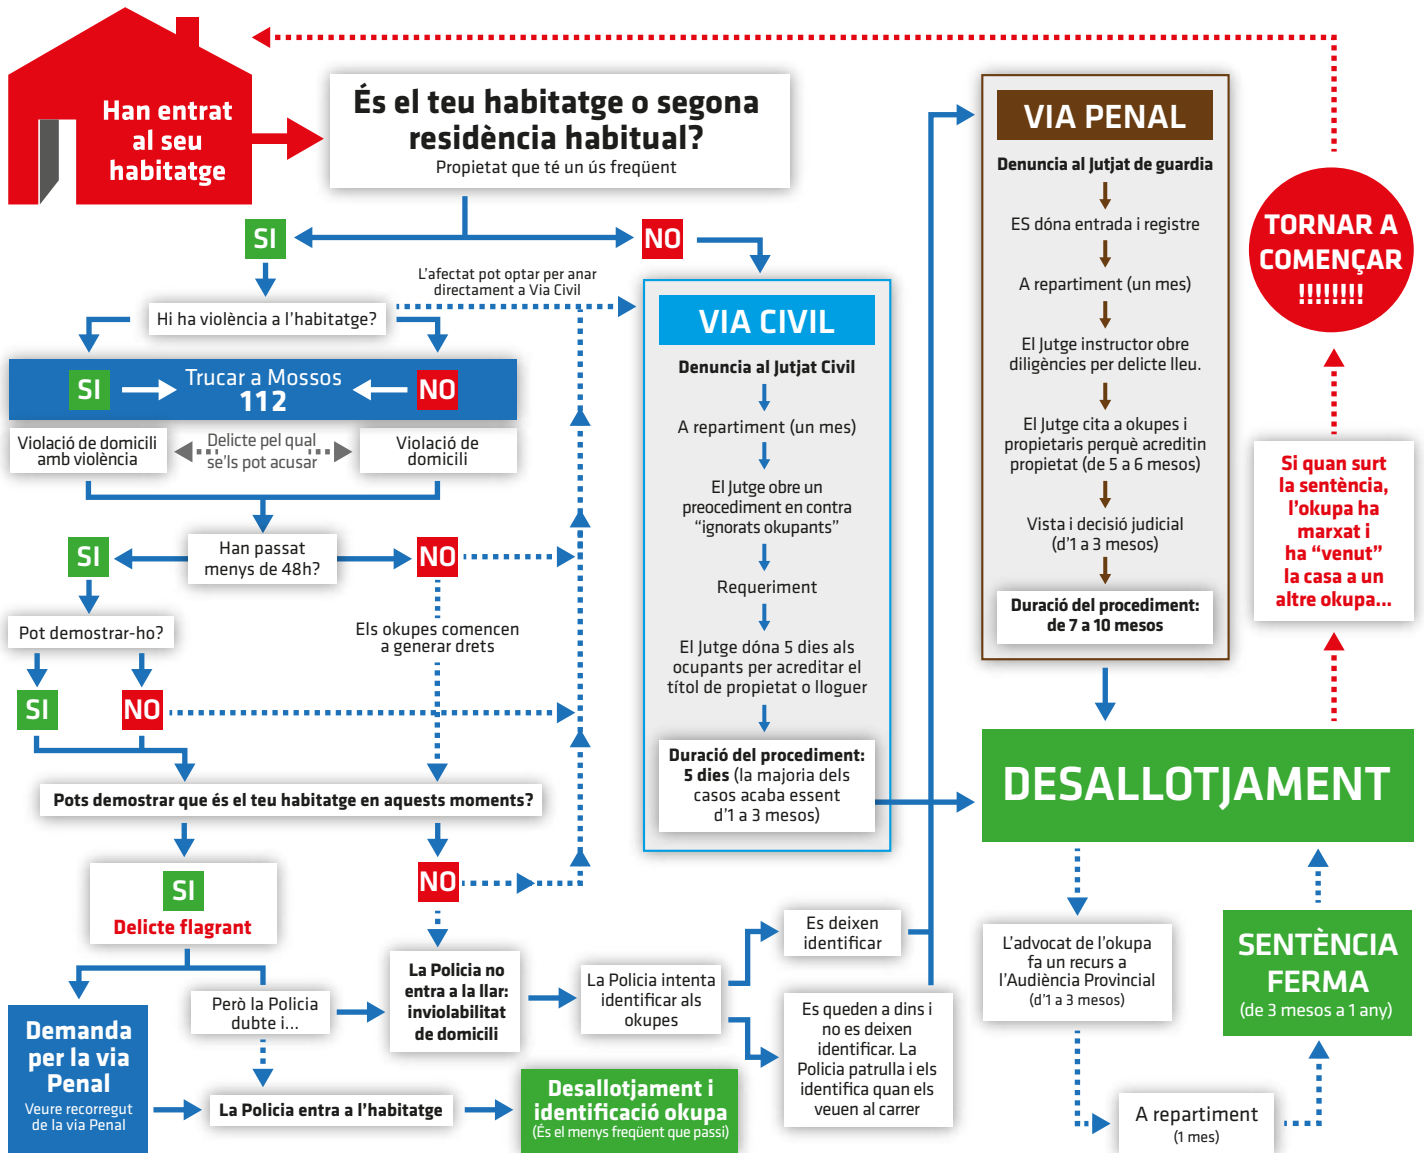 Han entrat
al seu
habitatge
És el teu habitatge o segona
residència habitual?
Propietat que té un ús freqüent
SI
NO
L'afectat pot optar per anar
directament a Via Civil
Hi ha violència a l'habitatge?
SI
Trucar a Mossos
112
NO
Violació de domicili
amb violència
Delicte pel qual
se'ls pot acusar
Violació de
domicili
Han passat
menys de 48h?
SI
NO
Pot demostrar-ho?
Els okupes comencen
a generar drets
SI
NO
Pots demostrar que és el teu habitatge en aquests moments?
SI
Delicte flagrant
NO
Demanda
per la via
Penal
Veure recorregut
de la via Penal
Però la Policia
dubte i...
La Policia entra a l'habitatge
La Policia no
entra a la llar:
inviolabilitat
de domicili
La Policia intenta
identificar als
okupes
Es deixen
identificar
Es queden a dins i
no es deixen
identificar. La
Policia patrulla i els
identifica quan els
veuen al carrer
Desallotjament i
identificació okupa
(És el menys freqüent que passi)
VIA CIVIL
Denuncia al Jutjat Civil
A repartiment (un mes)
El Jutge obre un
preocediment en contra
“ignorats okupants”
Requeriment
El Jutge dóna 5 dies als
ocupants per acreditar el
títol de propietat o lloguer
Duració del procediment:
5 dies (la majoria dels
casos acaba essent
d'1 a 3 mesos)
VIA PENAL
Denuncia al Jutjat de guardia
ES dóna entrada i registre
A repartiment (un mes)
El Jutge instructor obre
diligències per delicte lleu.
El Jutge cita a okupes i
propietaris perquè acreditin
propietat (de 5 a 6 mesos)
Vista i decisió judicial
(d'1 a 3 mesos)
Duració del procediment:
de 7 a 10 mesos
DESALLOTJAMENT
L'advocat de l'okupa
fa un recurs a
l'Audiència Provincial
(d'1 a 3 mesos)
A repartiment
(1 mes)
SENTÈNCIA
FERMA
(de 3 mesos a 1 any)
Si quan surt
la sentència,
l'okupa ha
marxat i
ha “venut”
la casa a un
altre okupa...
TORNAR A
COMENÇAR
!!!!!!!!